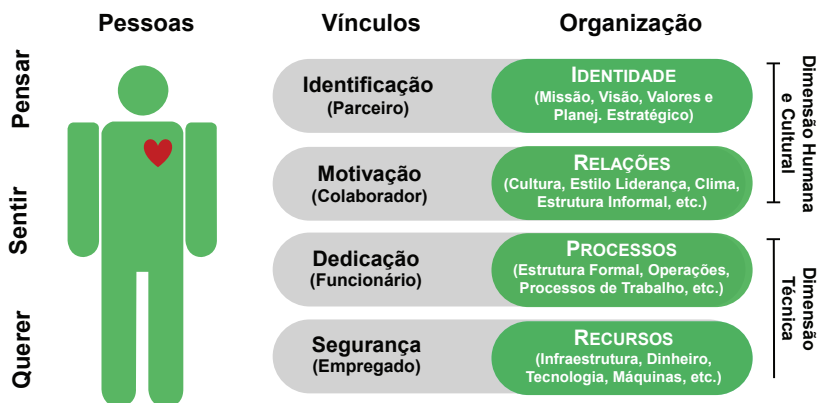 Pessoas
Vínculos
Organização
Pensar
Sentir
Querer
Identificação
(Parceiro)
IDENTIDADE
(Missão, Visão, Valores e
Planej. Estratégico)
Motivação
(Colaborador)
RELAÇÕES
(Cultura, Estilo Liderança, Clima,
Estrutura Informal, etc.)
Dedicação
(Funcionário)
PROCESSOS
(Estrutura Formal, Operações,
Processos de Trabalho, etc.)
Segurança
(Empregado)
RECURSOS
(Infraestrutura, Dinheiro,
Tecnologia, Máquinas, etc.)
Dimensão Humana
e Cultural
Dimensão
Técnica